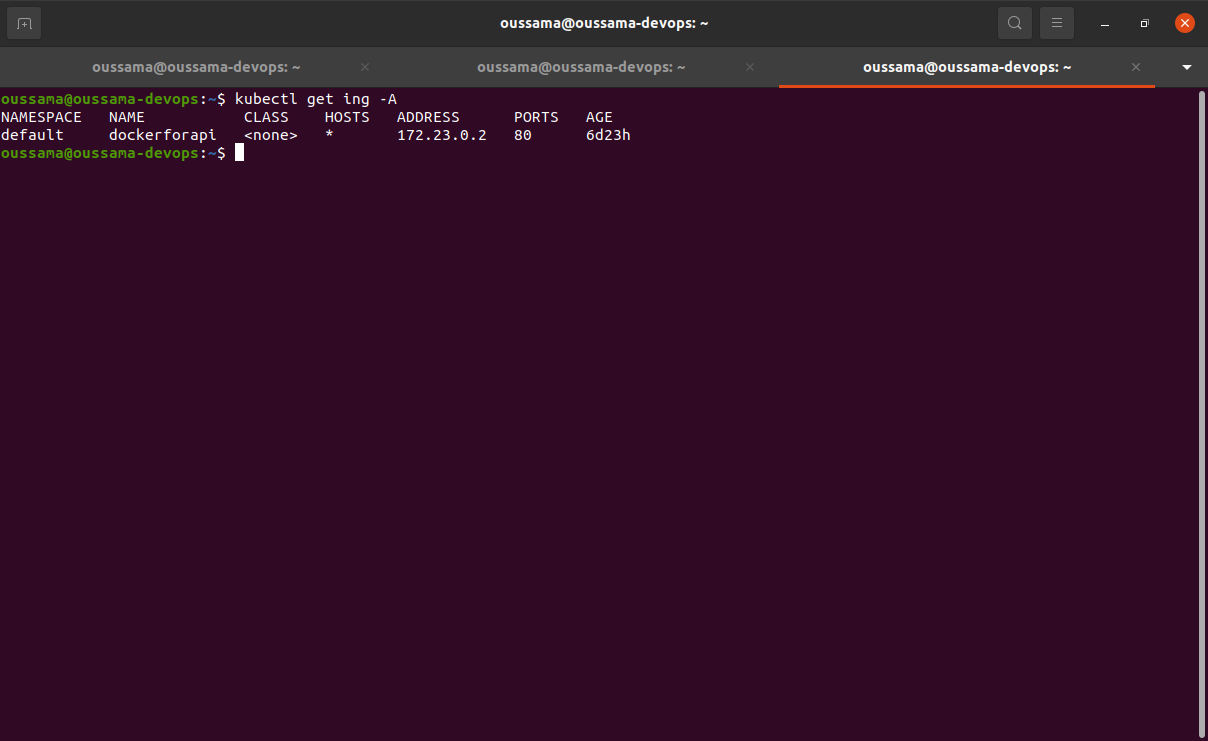 oussama@oussama-devops: ~
oussama@oussama-devops: ~ × oussama@oussama-devops: ~ × oussama@oussama-devops: ~ ×
oussama@oussama-devops:~$ kubectl get ing -A
NAMESPACE   NAME           CLASS    HOSTS   ADDRESS      PORTS   AGE
default     dockerforapi   <none>   *       172.23.0.2   80      6d23h
oussama@oussama-devops:~$